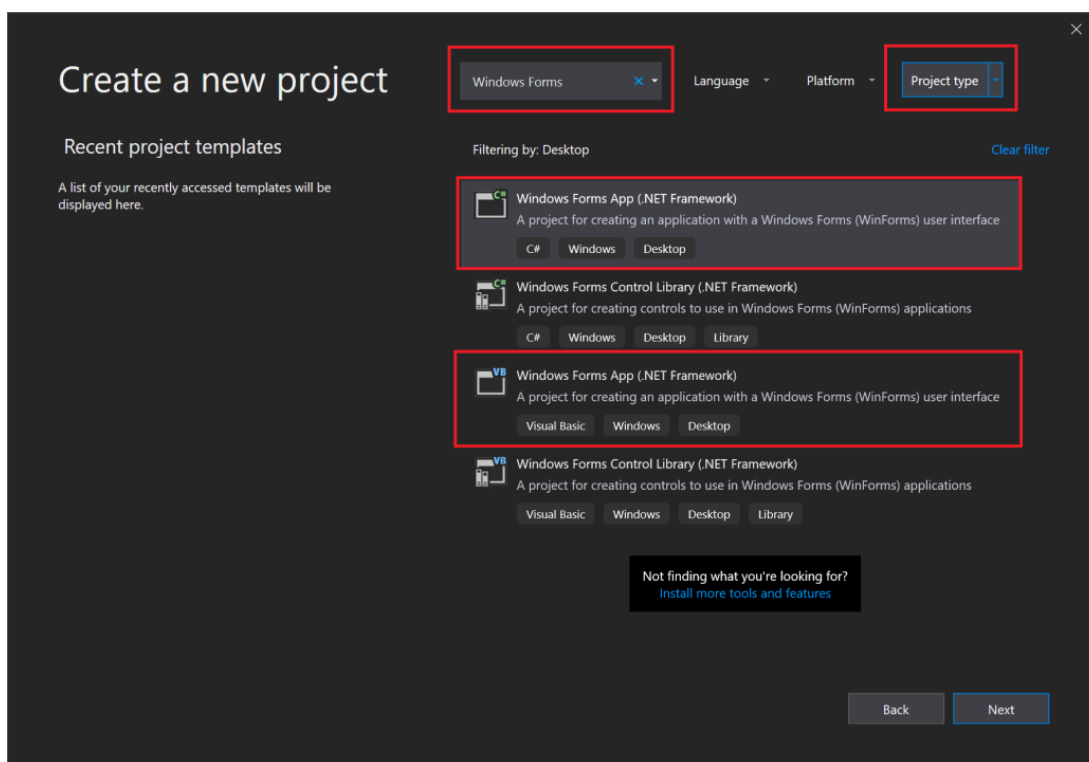 Create a new project
Windows Forms
Language
Platform
Project type
Recent project templates
A list of your recently accessed templates will be
displayed here.
Filtering by: Desktop
Clear filter
C#
Windows Forms App (.NET Framework)
A project for creating an application with a Windows Forms (WinForms) user interface
C# Windows Desktop
C#
Windows Forms Control Library (.NET Framework)
A project for creating controls to use in Windows Forms (WinForms) applications
C# Windows Desktop Library
VB
Windows Forms App (.NET Framework)
A project for creating an application with a Windows Forms (WinForms) user interface
Visual Basic Windows Desktop
VB
Windows Forms Control Library (.NET Framework)
A project for creating controls to use in Windows Forms (WinForms) applications
Visual Basic Windows Desktop Library
Not finding what you're looking for?
Install more tools and features
Back
Next